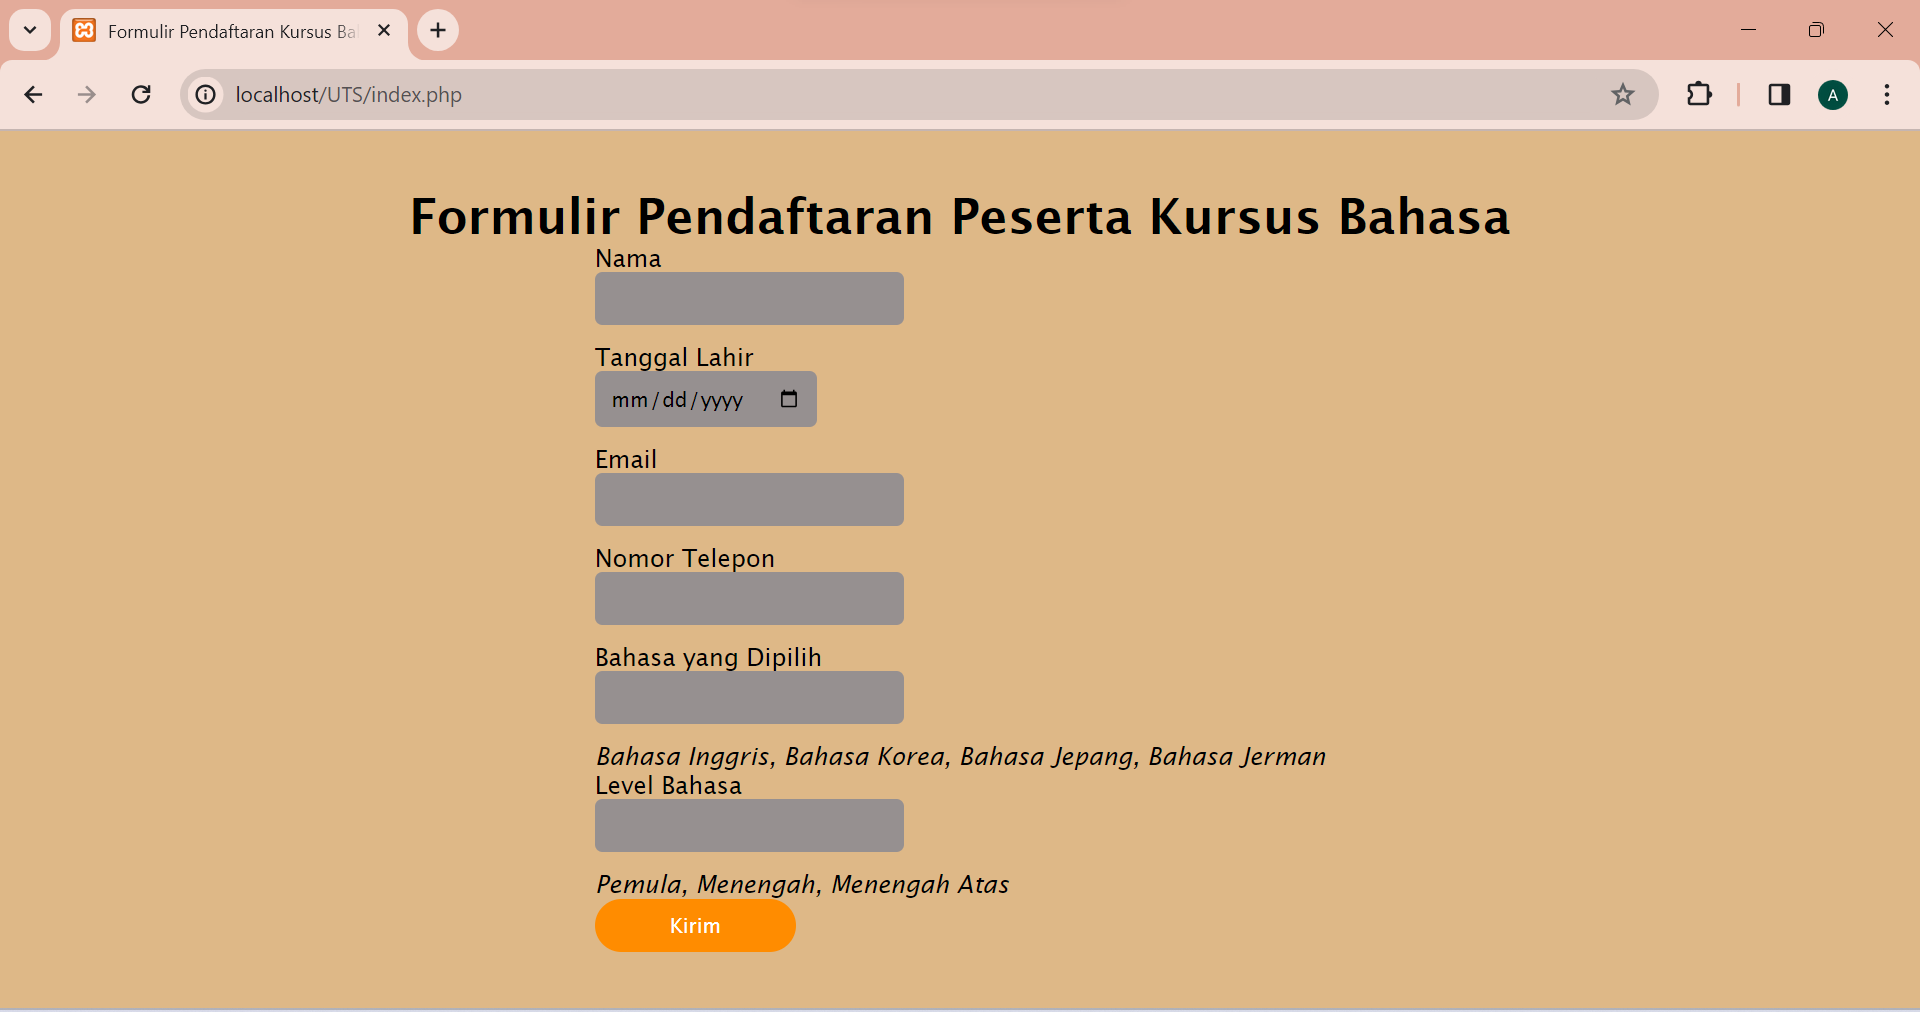 Formulir Pendaftaran Kursus Ba
localhost/UTS/index.php
A
Formulir Pendaftaran Peserta Kursus Bahasa
Nama
Tanggal Lahir
mm/dd/yyyy
Email
Nomor Telepon
Bahasa yang Dipilih
Bahasa Inggris, Bahasa Korea, Bahasa Jepang, Bahasa Jerman
Level Bahasa
Pemula, Menengah, Menengah Atas
Kirim